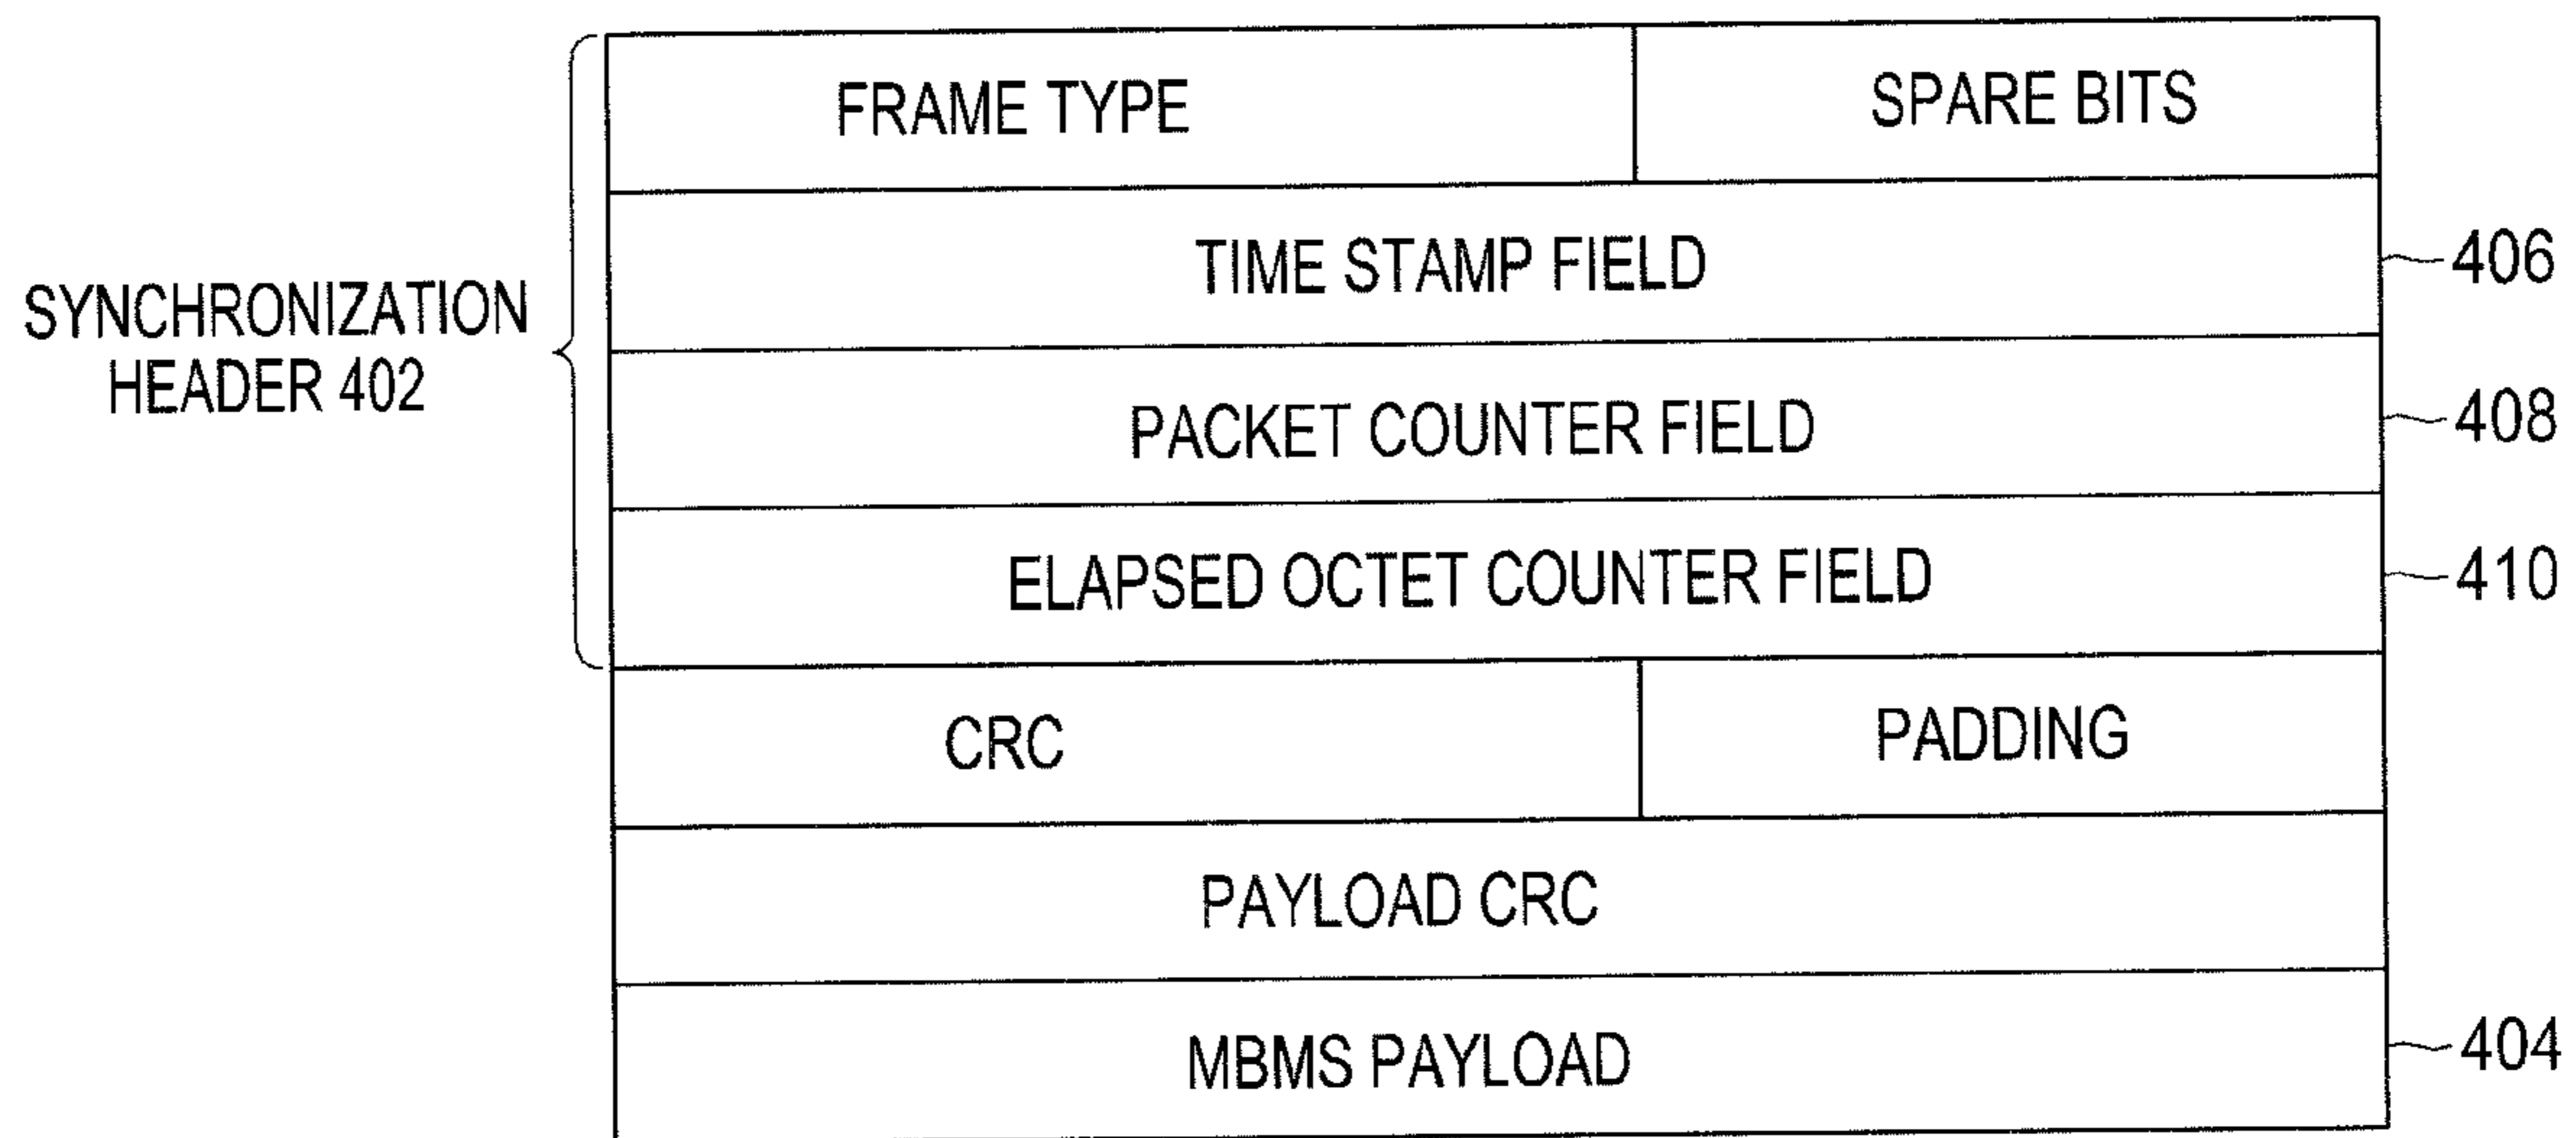 FRAME TYPE
SPARE BITS
TIME STAMP FIELD
406
SYNCHRONIZATION
HEADER 402
PACKET COUNTER FIELD
408
ELAPSED OCTET COUNTER FIELD
410
CRC
PADDING
PAYLOAD CRC
MBMS PAYLOAD
404